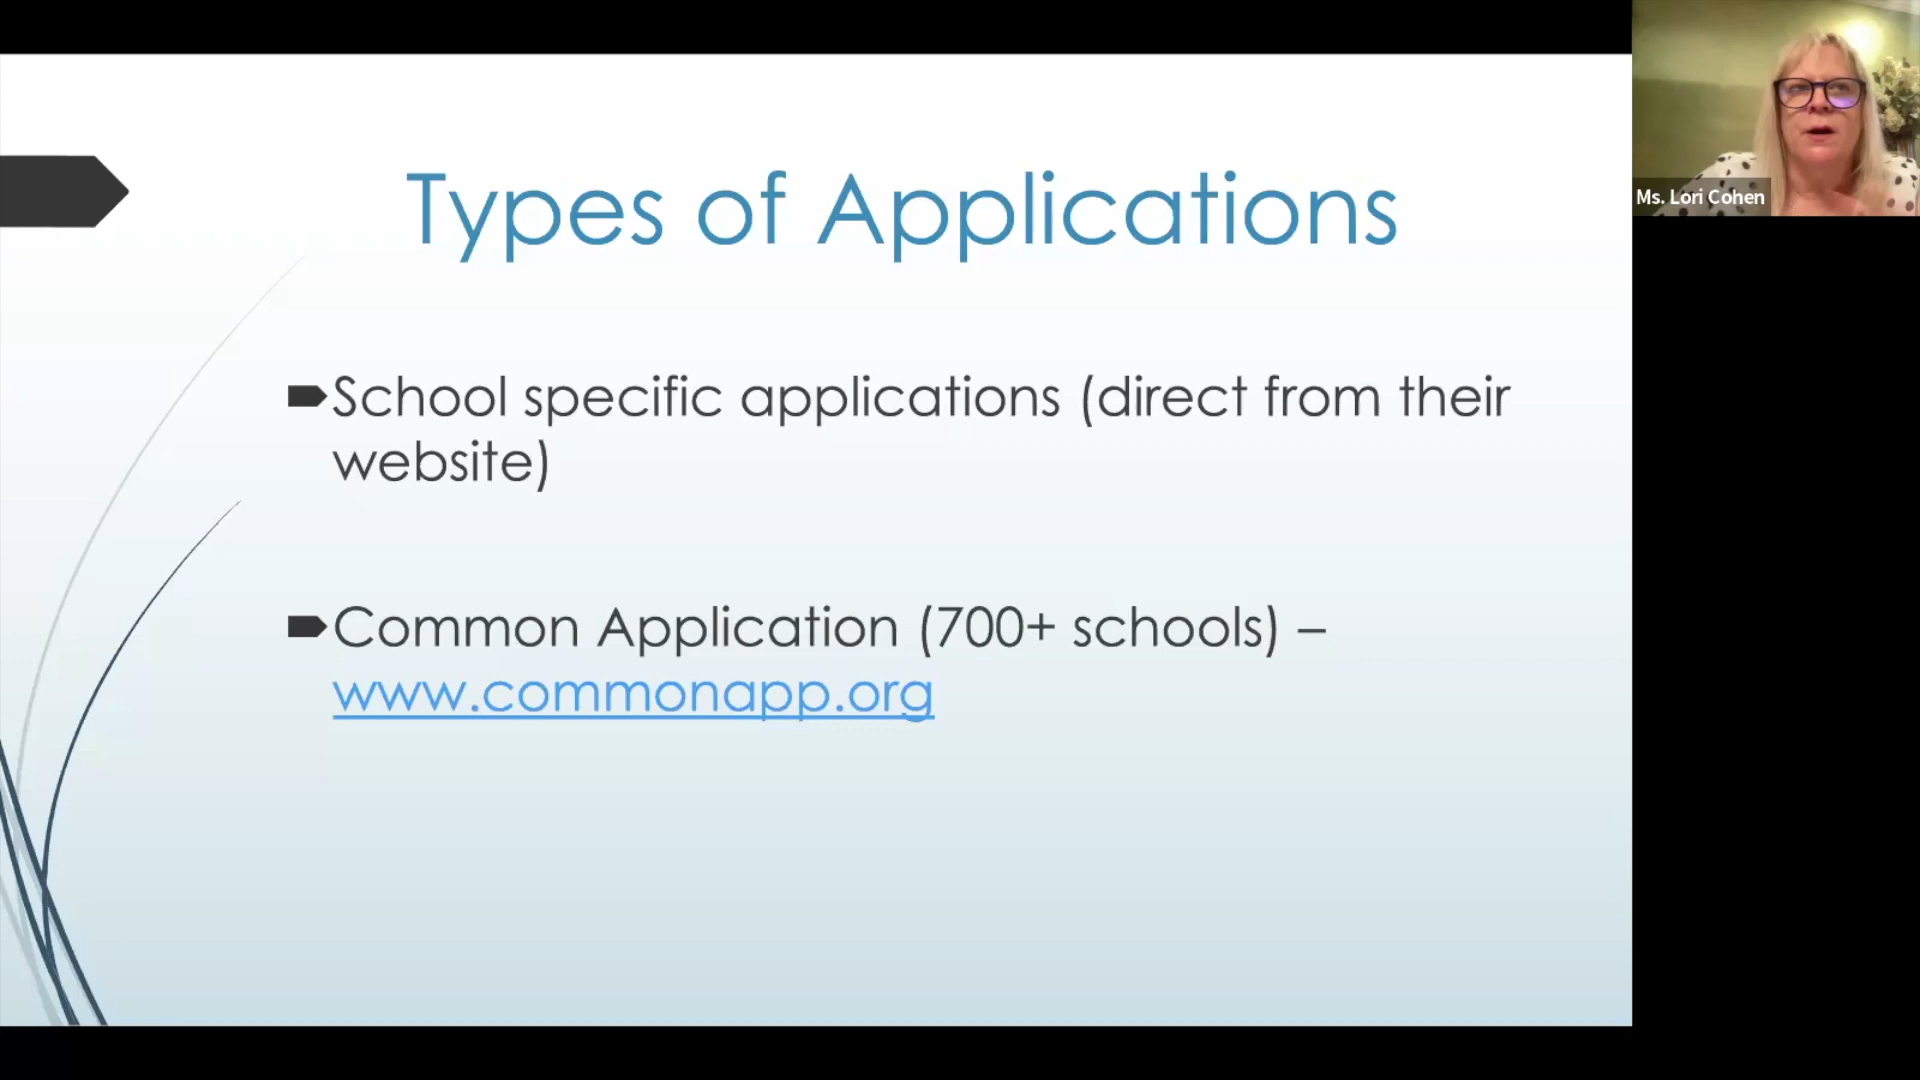 Types of Applications
School specific applications (direct from their
website)
Common Application (700+ schools) –
www.commonapp.org
Ms. Lori Cohen